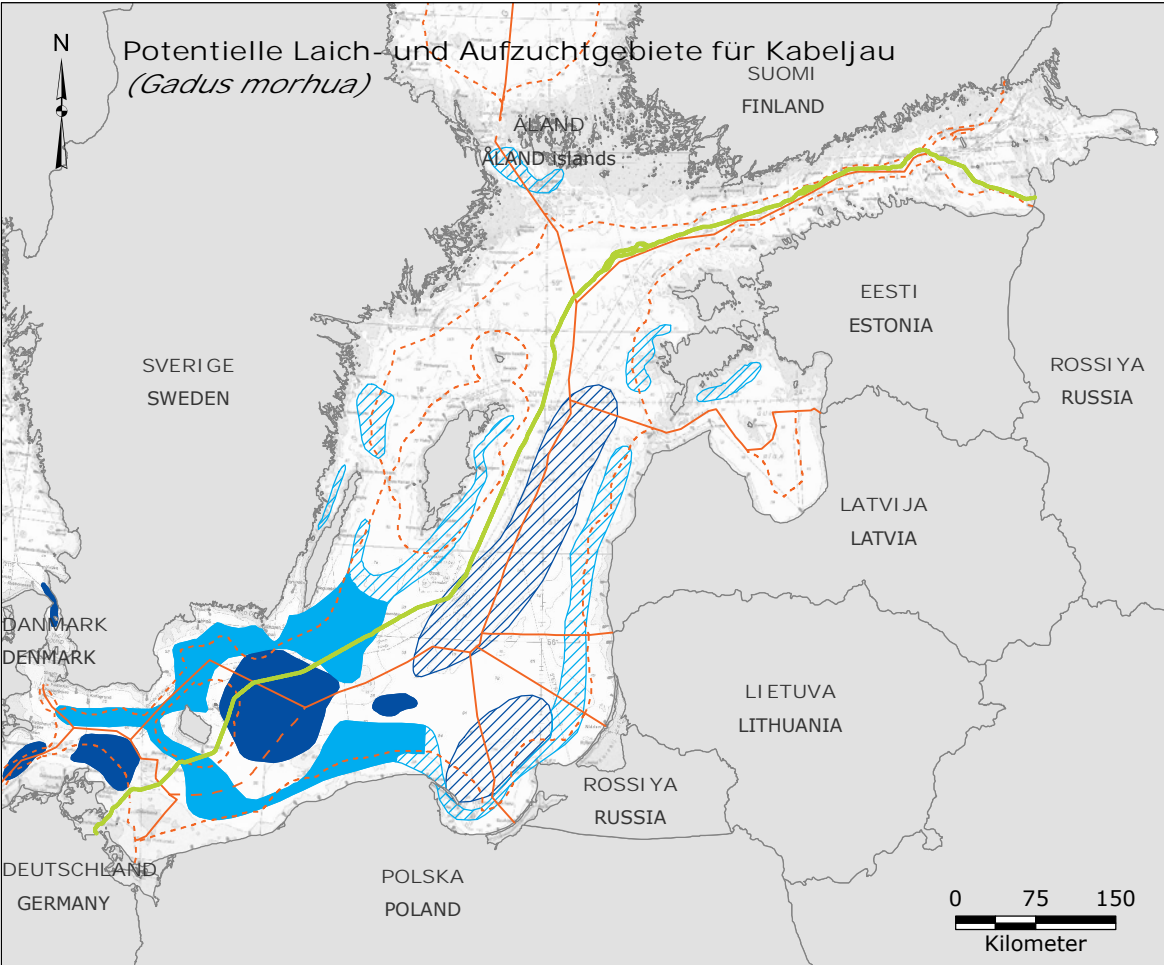 N
Potentielle Laich- und Aufzuchtgebiete für Kabeljau
(Gadus morhua)
SUOMI
FINLAND
ÅLAND
ÅLAND islands
EESTI
ESTONIA
SVERIGE
SWEDEN
ROSSIYA
RUSSIA
LATVIJA
LATVIA
DANMARK
DENMARK
LIETUVA
LITHUANIA
ROSSIYA
RUSSIA
DEUTSCHLAND
GERMANY
POLSKA
POLAND
0 75 150
Kilometer